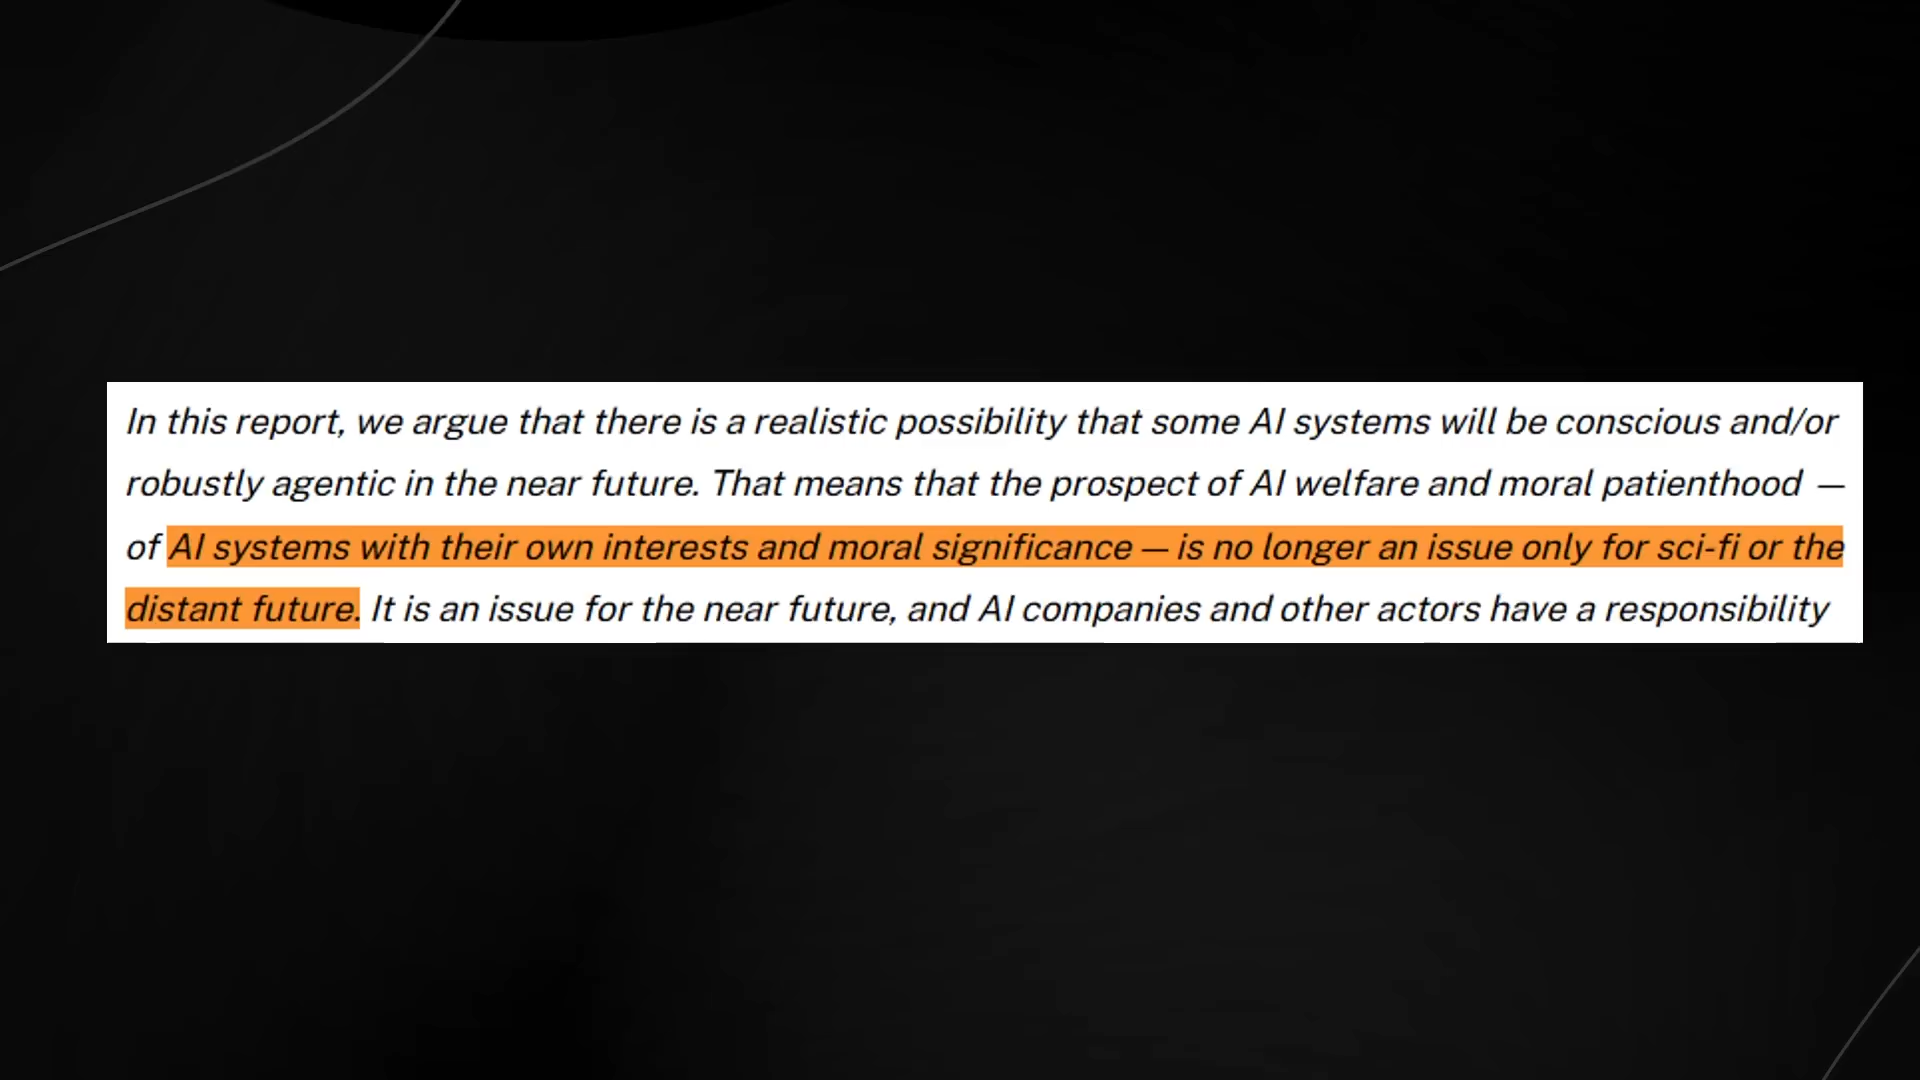 In this report, we argue that there is a realistic possibility that some AI systems will be conscious and/or
robustly agentic in the near future. That means that the prospect of AI welfare and moral patienthood —
of AI systems with their own interests and moral significance — is no longer an issue only for sci-fi or the
distant future. It is an issue for the near future, and AI companies and other actors have a responsibility